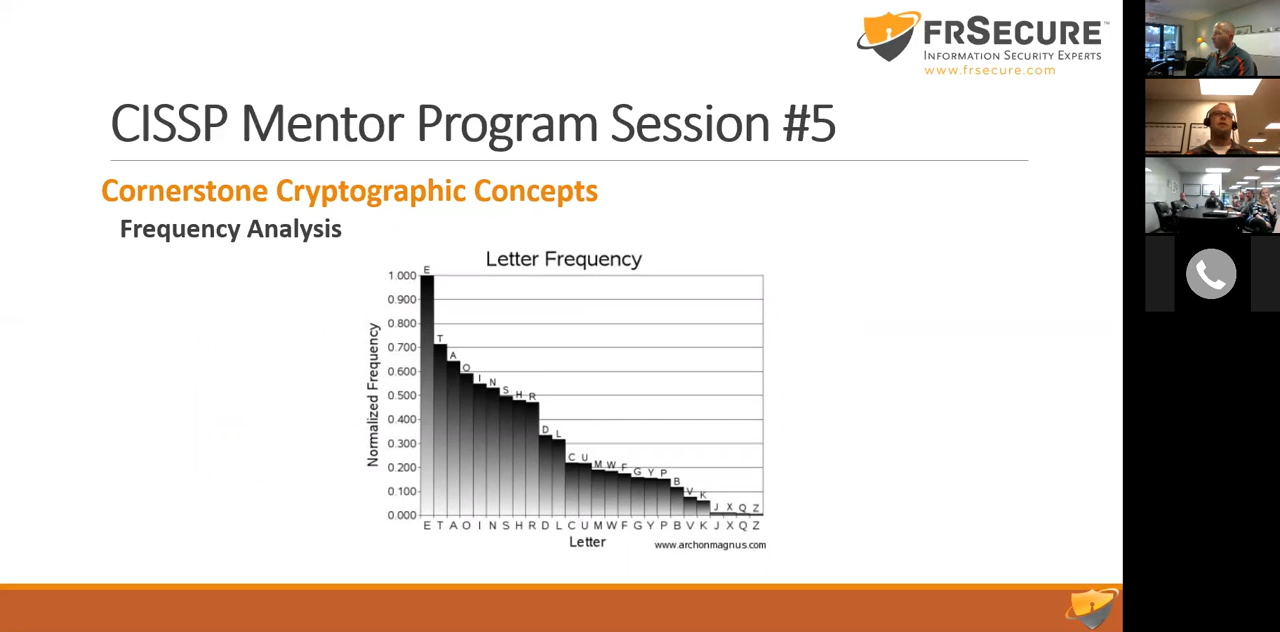 FRSECURE™
INFORMATION SECURITY EXPERTS
www.frsecure.com
CISSP Mentor Program Session #5
Cornerstone Cryptographic Concepts
Frequency Analysis
Letter Frequency
Normalized Frequency
1.000
0.900
0.800
0.700
0.600
0.500
0.400
0.300
0.200
0.100
0.000
E T A O I N S H R D L C U M W F G Y P B V K J X Q Z
E T A O I N S H R D L C U M W F G Y P B V K J X Q Z
Letter
www.archonmagnus.com